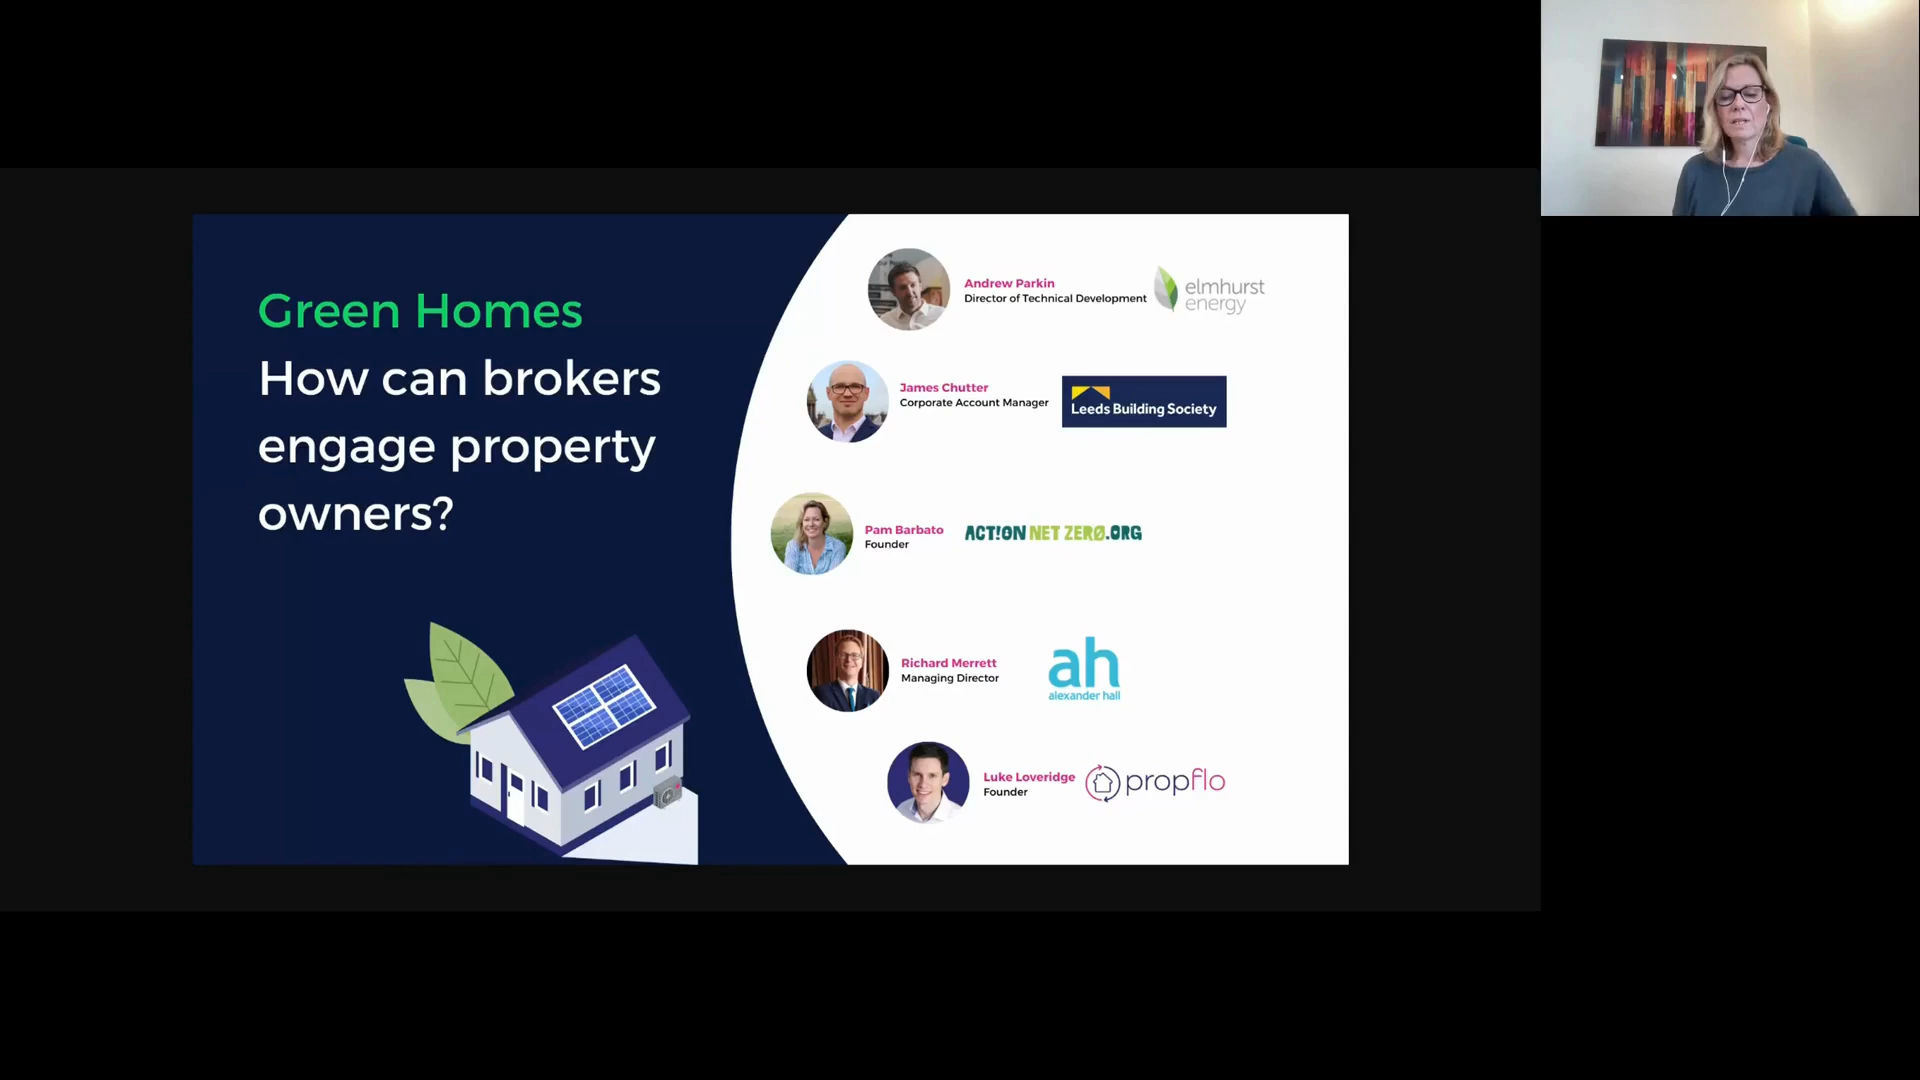 Green Homes
How can brokers
engage property
owners?
Andrew Parkin
Director of Technical Development
elmhurst
energy
James Chutter
Corporate Account Manager
Leeds Building Society
Pam Barbato
Founder
ACT!ON NET ZERØ.ORG
Richard Merrett
Managing Director
ah
alexander hall
Luke Loveridge
Founder
propflo